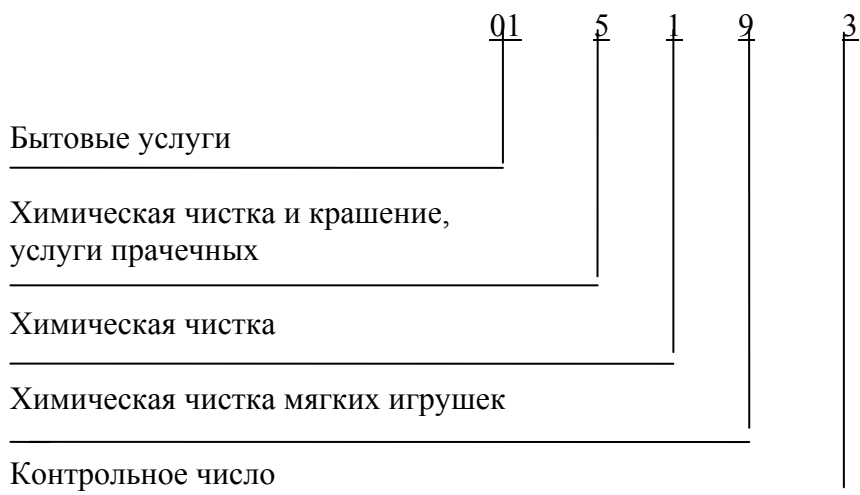 01 5 1 9 3
Бытовые услуги
Химическая чистка и крашение,
услуги прачечных
Химическая чистка
Химическая чистка мягких игрушек
Контрольное число